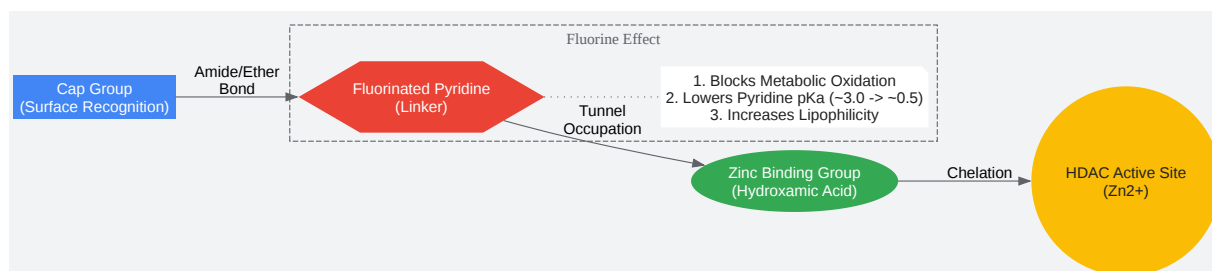 Fluorine Effect
Cap Group
(Surface Recognition)
Amide/Ether
Bond
Fluorinated Pyridine
(Linker)
1. Blocks Metabolic Oxidation
2. Lowers Pyridine pKa (~3.0 -> ~0.5)
3. Increases Lipophilicity
Tunnel
Occupation
Zinc Binding Group
(Hydroxamic Acid)
Chelation
HDAC Active Site
(Zn2+)